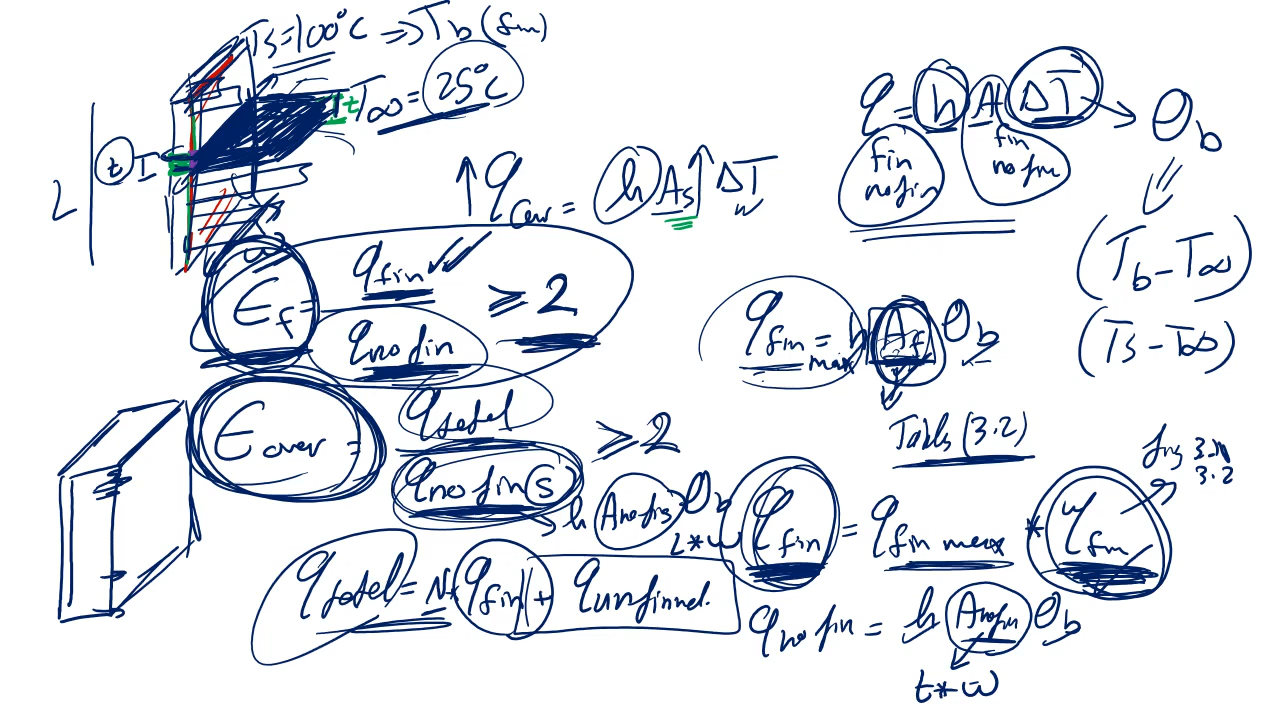 Ts = 100°C ⇒ Tb (fin)
T∞ = 25°C
t
t
L
w
↑ q conv = h As ↑ ΔT
q = h A ΔT → θb
fin no fin
fin no fin
(Tb - T∞)
(Ts - T∞)
Ef = q fin / q no fin ≥ 2
q fin max = h Af θb
Tables (3.2)
E over = q total / q no fin(s) ≥ 2
h A no fins θb
L * w
q fin = q fin max * η fin
3.2
q total = N * q fin + q unfinned.
q no fin = h A no fin θb
t * w